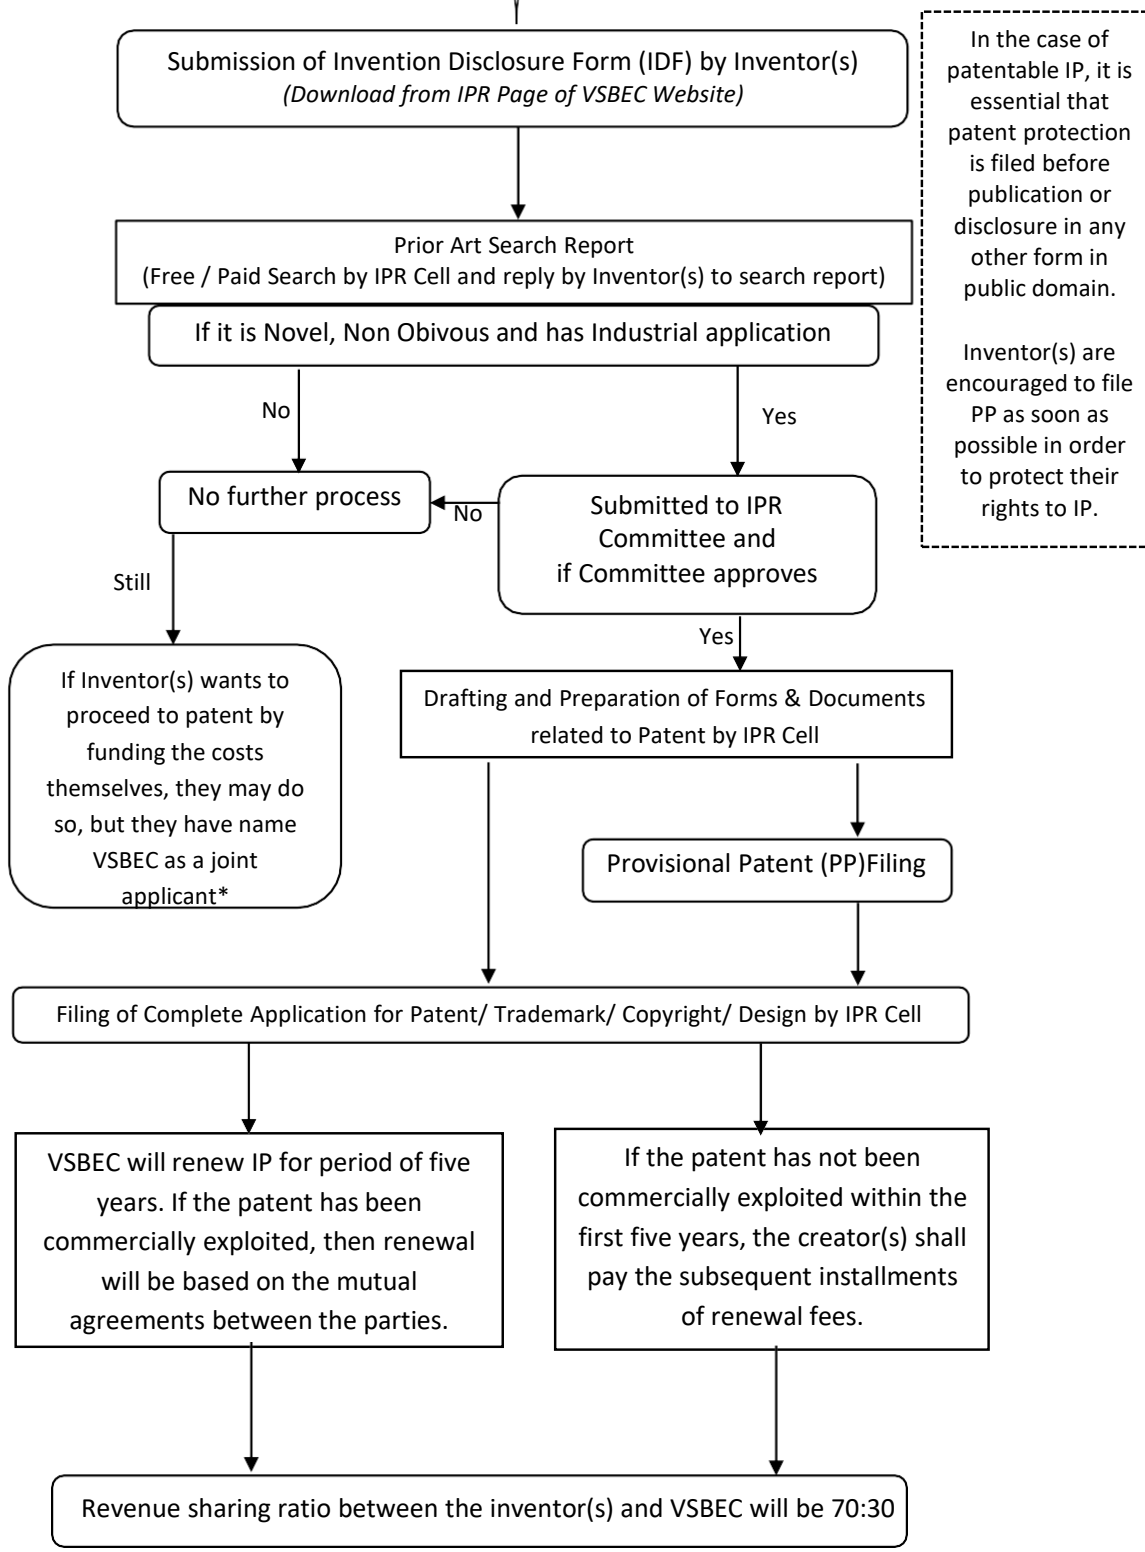 Submission of Invention Disclosure Form (IDF) by Inventor(s)
(Download from IPR Page of VSBEC Website)
In the case of
patentable IP, it is
essential that
patent protection
is filed before
publication or
disclosure in any
other form in
public domain.
Inventor(s) are
encouraged to file
PP as soon as
possible in order
to protect their
rights to IP.
Prior Art Search Report
(Free / Paid Search by IPR Cell and reply by Inventor(s) to search report)
If it is Novel, Non Obivous and has Industrial application
No
Yes
No further process
No
Submitted to IPR
Committee and
if Committee approves
Still
Yes
If Inventor(s) wants to
proceed to patent by
funding the costs
themselves, they may do
so, but they have name
VSBEC as a joint
applicant*
Drafting and Preparation of Forms & Documents
related to Patent by IPR Cell
Provisional Patent (PP)Filing
Filing of Complete Application for Patent/ Trademark/ Copyright/ Design by IPR Cell
VSBEC will renew IP for period of five
years. If the patent has been
commercially exploited, then renewal
will be based on the mutual
agreements between the parties.
If the patent has not been
commercially exploited within the
first five years, the creator(s) shall
pay the subsequent installments
of renewal fees.
Revenue sharing ratio between the inventor(s) and VSBEC will be 70:30